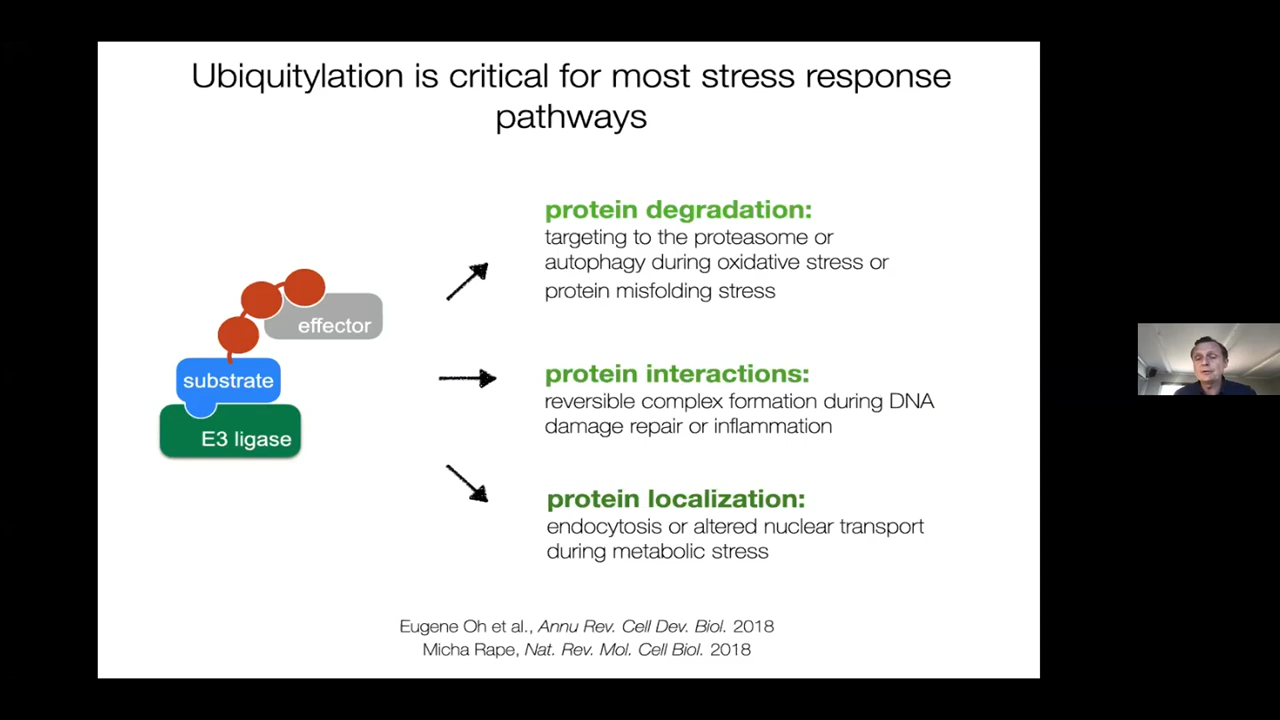 Ubiquitylation is critical for most stress response
pathways
protein degradation:
targeting to the proteasome or
autophagy during oxidative stress or
protein misfolding stress
effector
substrate
E3 ligase
protein interactions:
reversible complex formation during DNA
damage repair or inflammation
protein localization:
endocytosis or altered nuclear transport
during metabolic stress
Eugene Oh et al., Annu Rev. Cell Dev. Biol. 2018
Micha Rape, Nat. Rev. Mol. Cell Biol. 2018